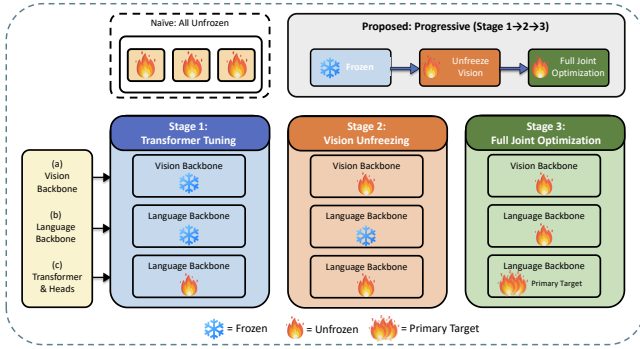 Naïve: All Unfrozen
Proposed: Progressive (Stage 1→2→3)
Frozen
Unfreeze
Vision
Full Joint
Optimization
Stage 1:
Transformer Tuning
Stage 2:
Vision Unfreezing
Stage 3:
Full Joint Optimization
(a)
Vision
Backbone
(b)
Language
Backbone
(c)
Transformer
& Heads
Vision Backbone
Language Backbone
Language Backbone
Vision Backbone
Language Backbone
Language Backbone
Vision Backbone
Language Backbone
Language Backbone
Primary Target
= Frozen
= Unfrozen
= Primary Target